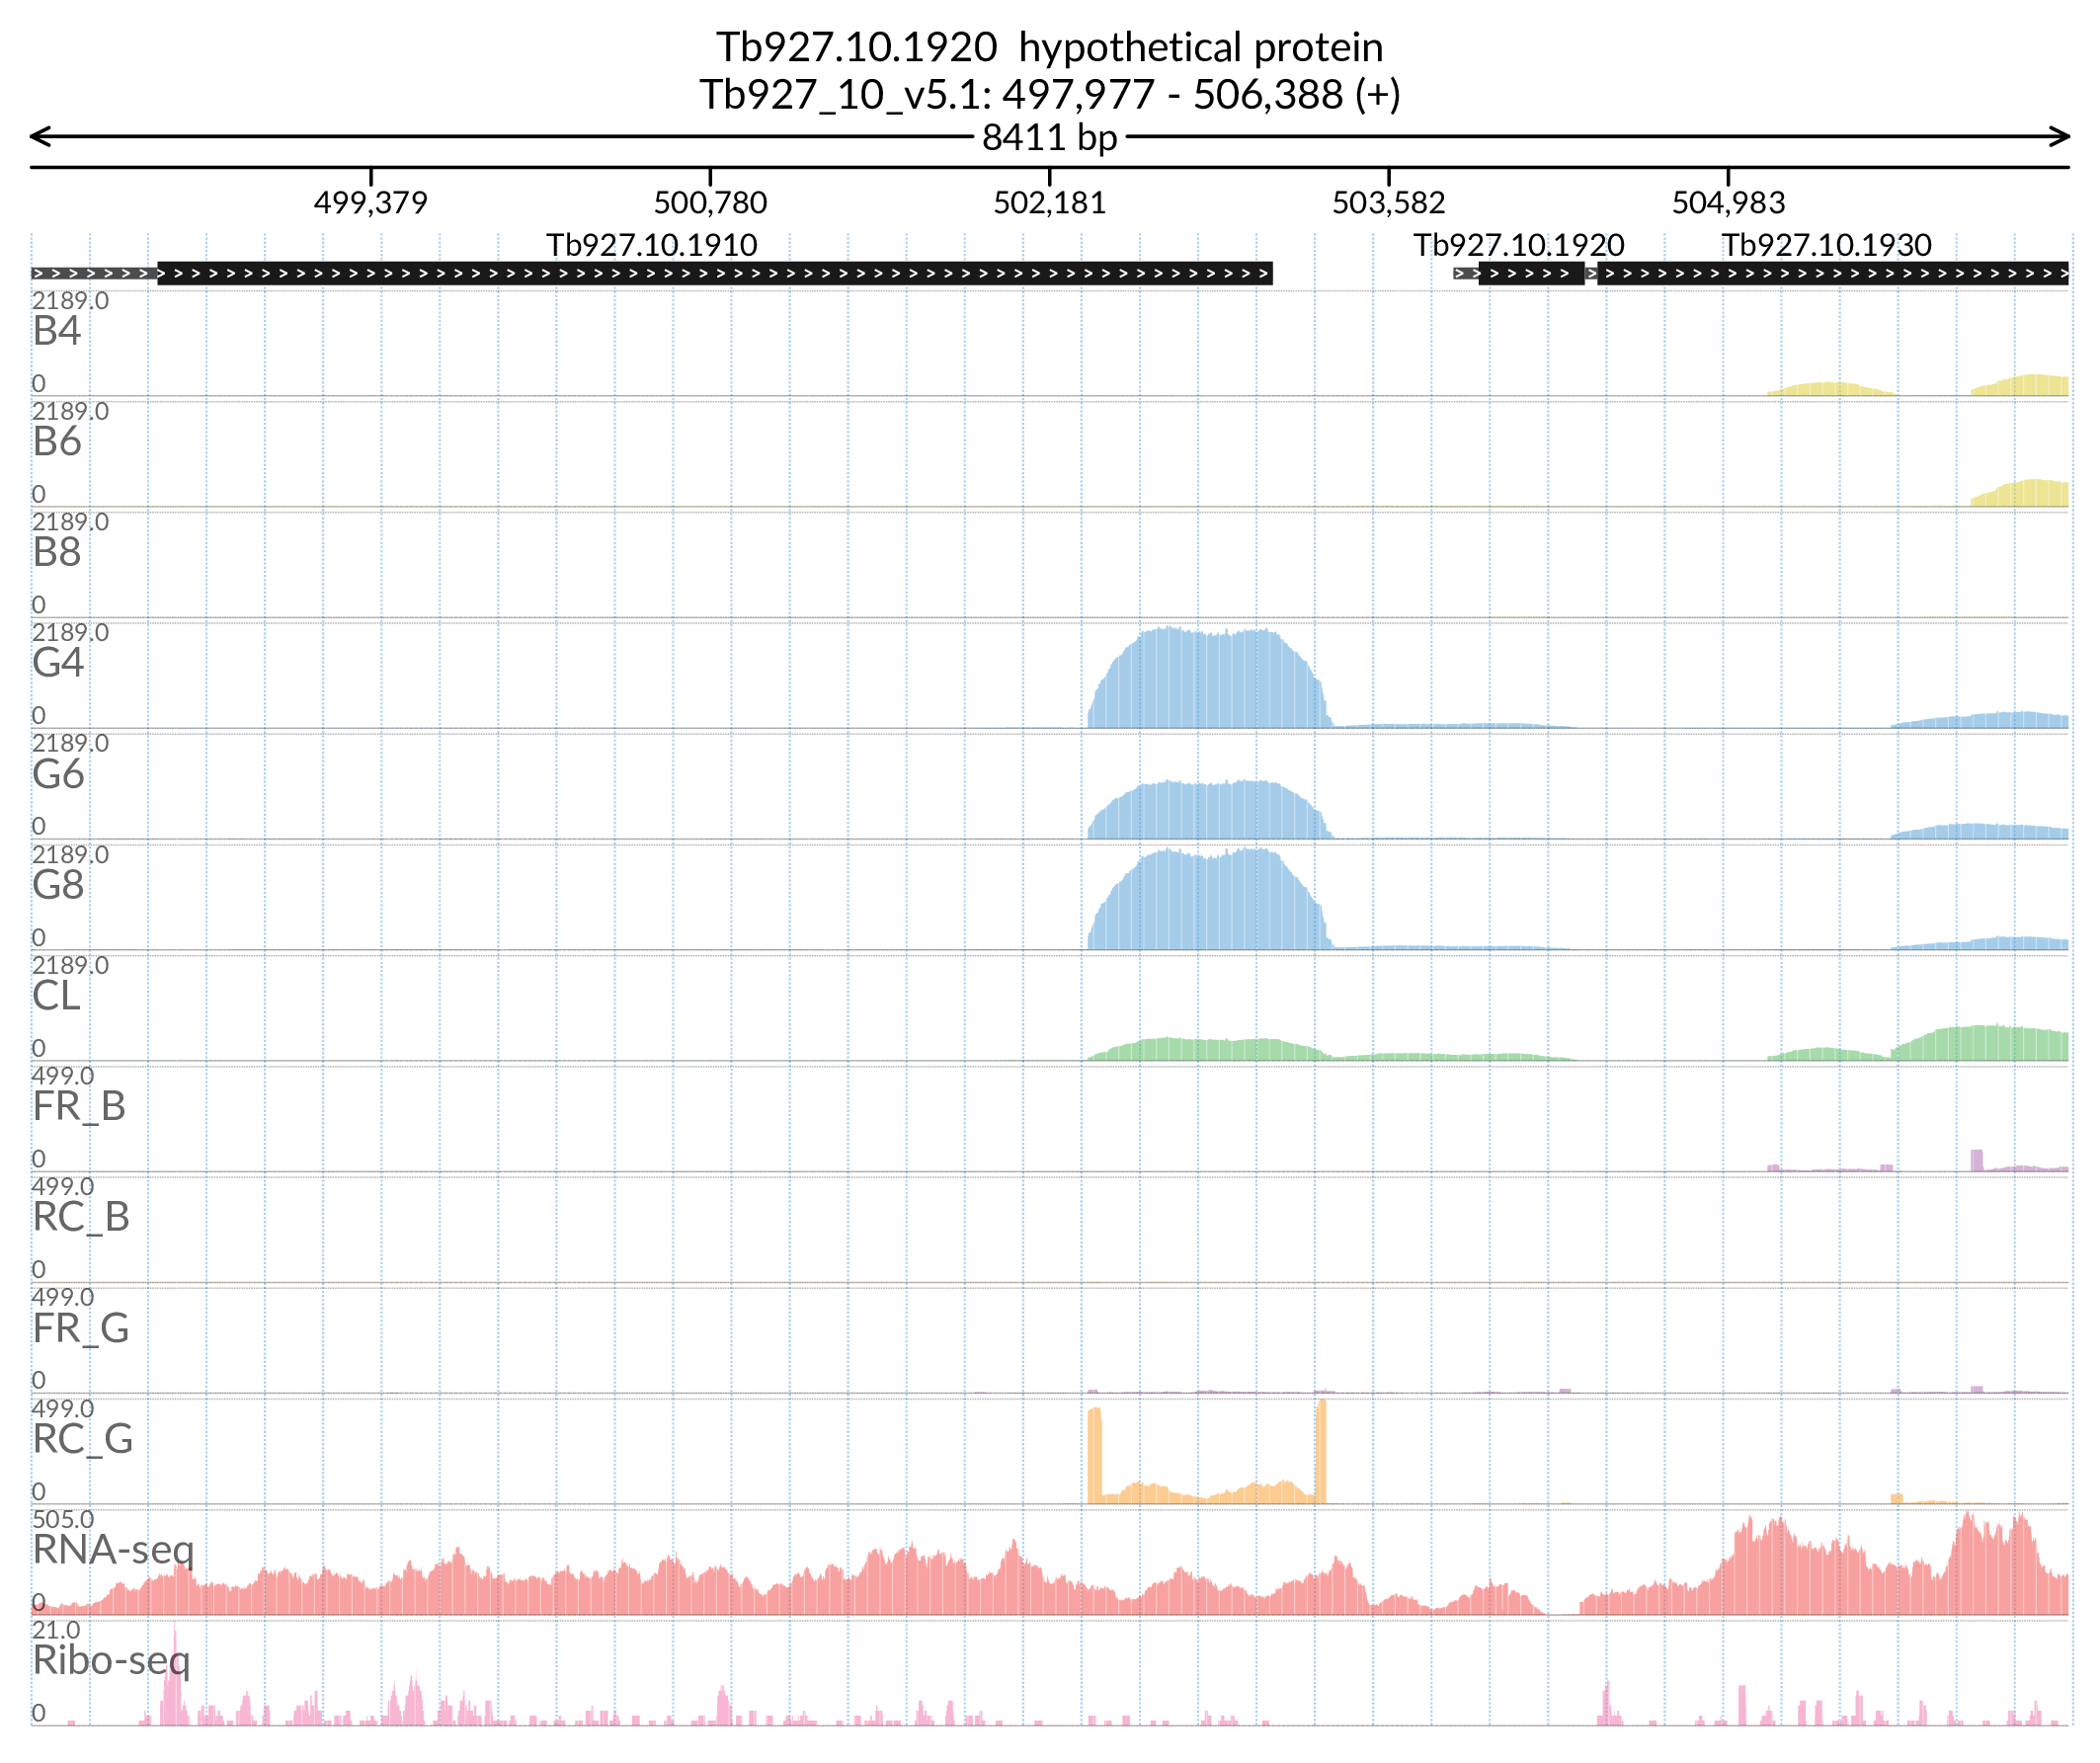 Tb927.10.1920 hypothetical protein
Tb927_10_v5.1: 497,977 - 506,388 (+)
8411 bp
499,379 500,780 502,181 503,582 504,983
Tb927.10.1910 Tb927.10.1920 Tb927.10.1930
2189.0
B4
0
2189.0
B6
0
2189.0
B8
0
2189.0
G4
0
2189.0
G6
0
2189.0
G8
0
2189.0
CL
0
499.0
FR_B
0
499.0
RC_B
0
499.0
FR_G
0
499.0
RC_G
0
505.0
RNA-seq
0
21.0
Ribo-seq
0